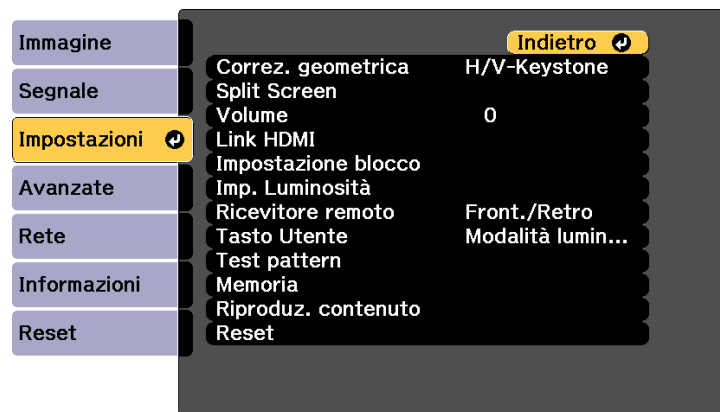 Immagine
Segnale
Impostazioni
Avanzate
Rete
Informazioni
Reset
Indietro
Correz. geometrica H/V-Keystone
Split Screen
Volume 0
Link HDMI
Impostazione blocco
Imp. Luminosità
Ricevitore remoto Front./Retro
Tasto Utente Modalità lumin...
Test pattern
Memoria
Riproduz. contenuto
Reset